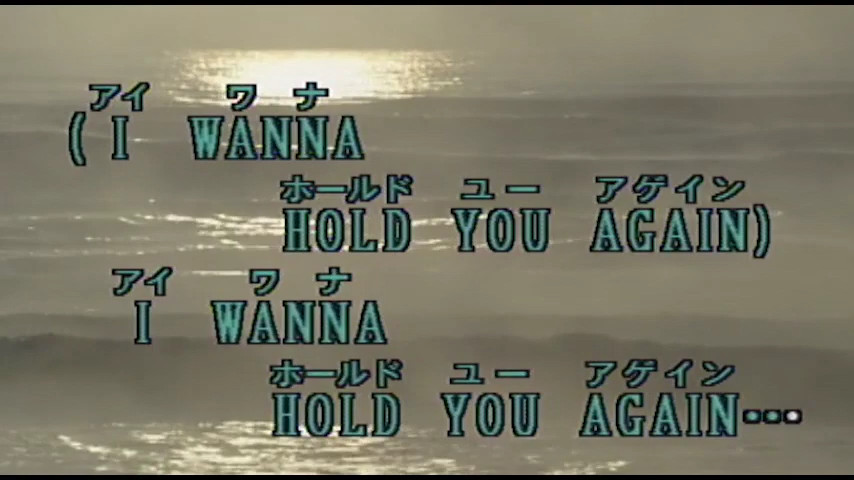 アイ ワ ナ
(I WANNA
ホールド ユー アゲイン
HOLD YOU AGAIN)
アイ ワ ナ
I WANNA
ホールド ユー アゲイン
HOLD YOU AGAIN…